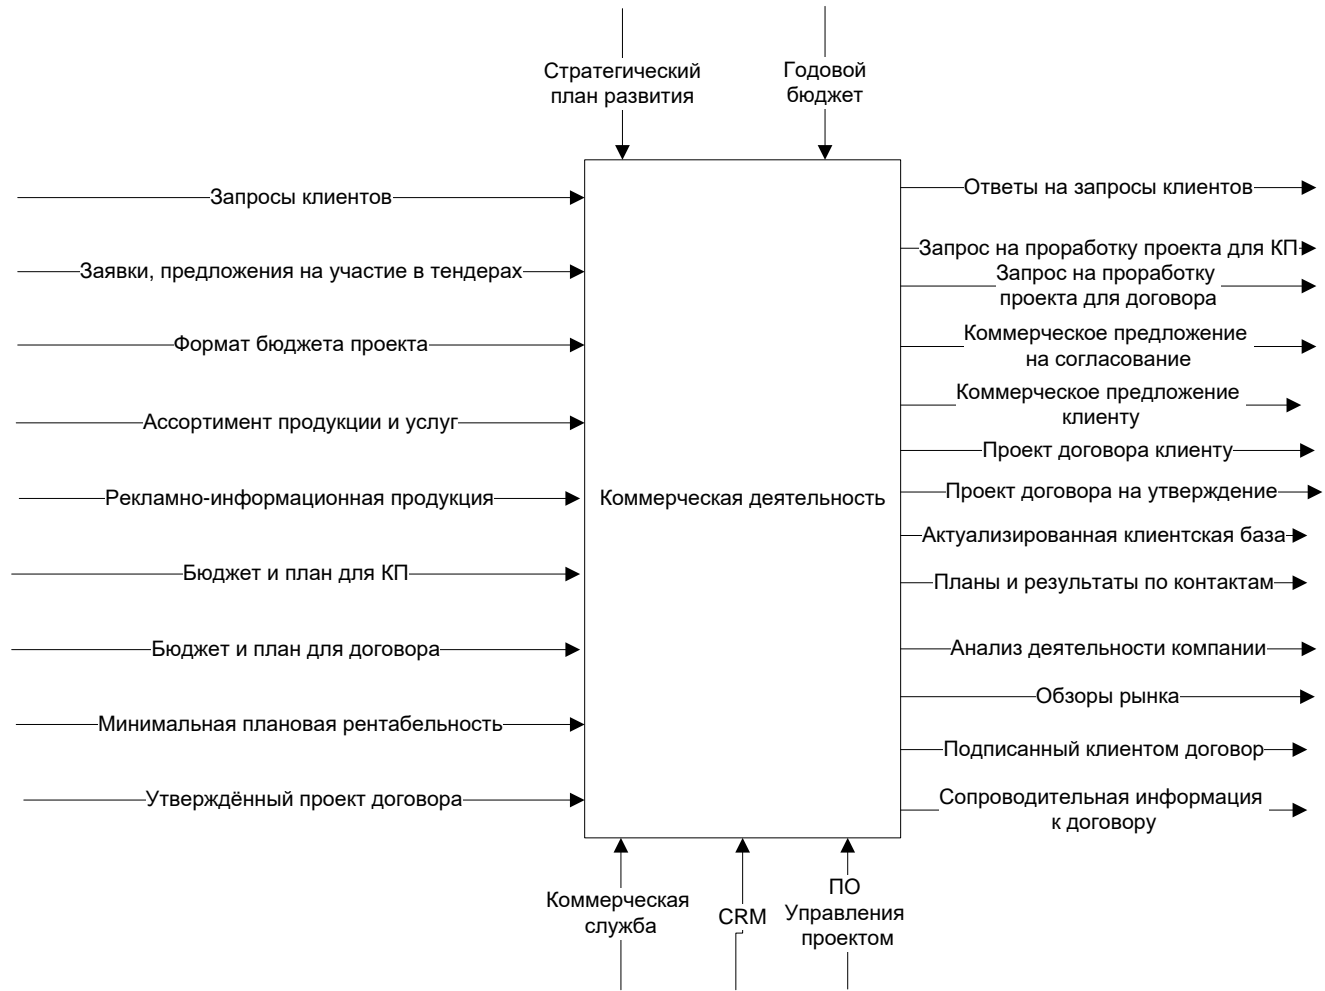 Стратегический
план развития
Годовой
бюджет
Запросы клиентов
Заявки, предложения на участие в тендерах
Формат бюджета проекта
Ассортимент продукции и услуг
Рекламно-информационная продукция
Бюджет и план для КП
Бюджет и план для договора
Минимальная плановая рентабельность
Утверждённый проект договора
Коммерческая деятельность
Ответы на запросы клиентов
Запрос на проработку проекта для КП
Запрос на проработку
проекта для договора
Коммерческое предложение
на согласование
Коммерческое предложение
клиенту
Проект договора клиенту
Проект договора на утверждение
Актуализированная клиентская база
Планы и результаты по контактам
Анализ деятельности компании
Обзоры рынка
Подписанный клиентом договор
Сопроводительная информация
к договору
Коммерческая
служба
CRM
ПО
Управления
проектом